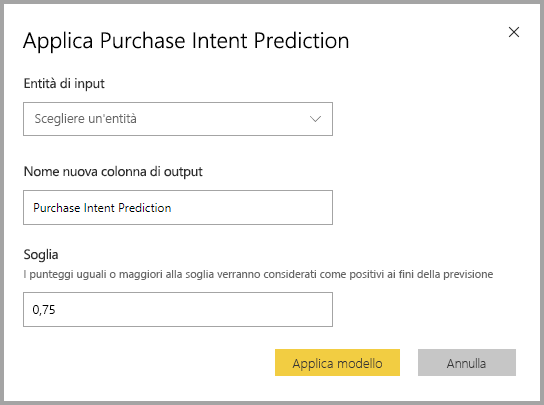 Applica Purchase Intent Prediction
Entità di input
Scegliere un'entità
Nome nuova colonna di output
Purchase Intent Prediction
Soglia
I punteggi uguali o maggiori alla soglia verranno considerati come positivi ai fini della previsione
0,75
Applica modello
Annulla